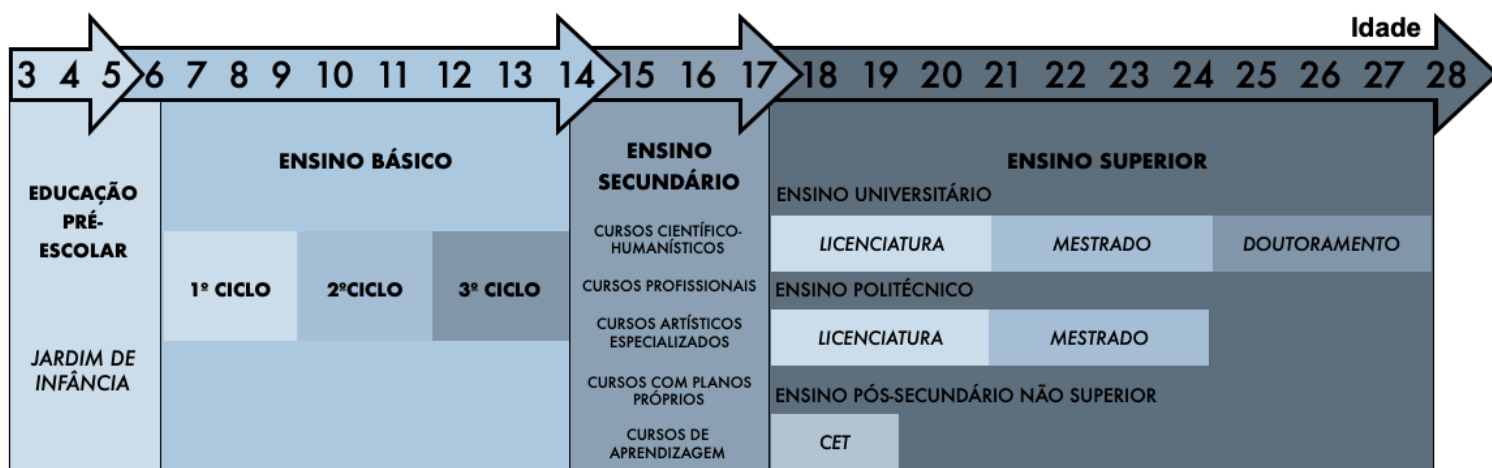 Idade
3 4 5 6 7 8 9 10 11 12 13 14 15 16 17 18 19 20 21 22 23 24 25 26 27 28
EDUCAÇÃO
PRÉ-
ESCOLAR
JARDIM DE
INFÂNCIA
ENSINO BÁSICO
1º CICLO
2ºCICLO
3º CICLO
ENSINO
SECUNDÁRIO
CURSOS CIENTÍFICO-
HUMANÍSTICOS
CURSOS PROFISSIONAIS
CURSOS ARTÍSTICOS
ESPECIALIZADOS
CURSOS COM PLANOS
PRÓPRIOS
CURSOS DE
APRENDIZAGEM
ENSINO SUPERIOR
ENSINO UNIVERSITÁRIO
LICENCIATURA
MESTRADO
DOUTORAMENTO
ENSINO POLITÉCNICO
LICENCIATURA
MESTRADO
ENSINO PÓS-SECUNDÁRIO NÃO SUPERIOR
CET